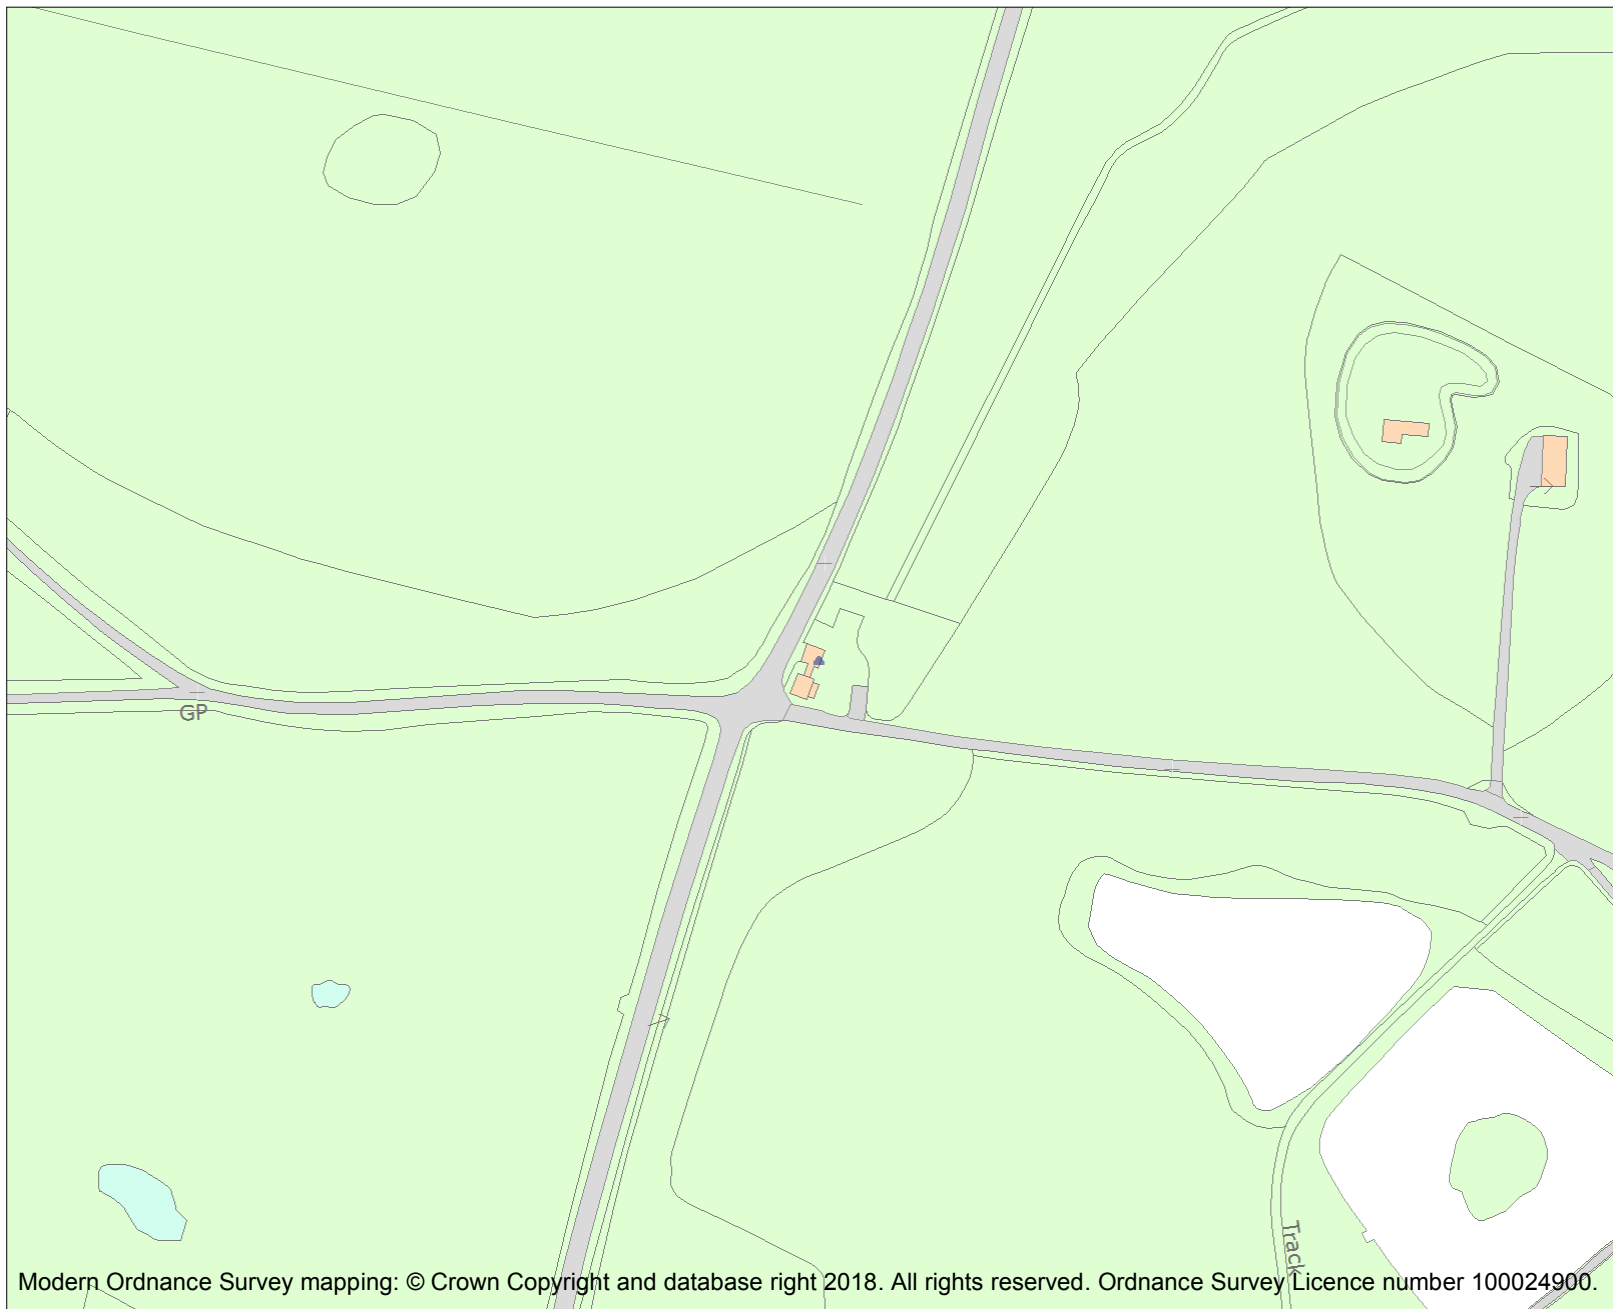 GP
Track
Modern Ordnance Survey mapping: © Crown Copyright and database right 2018. All rights reserved. Ordnance Survey Licence number 100024900.